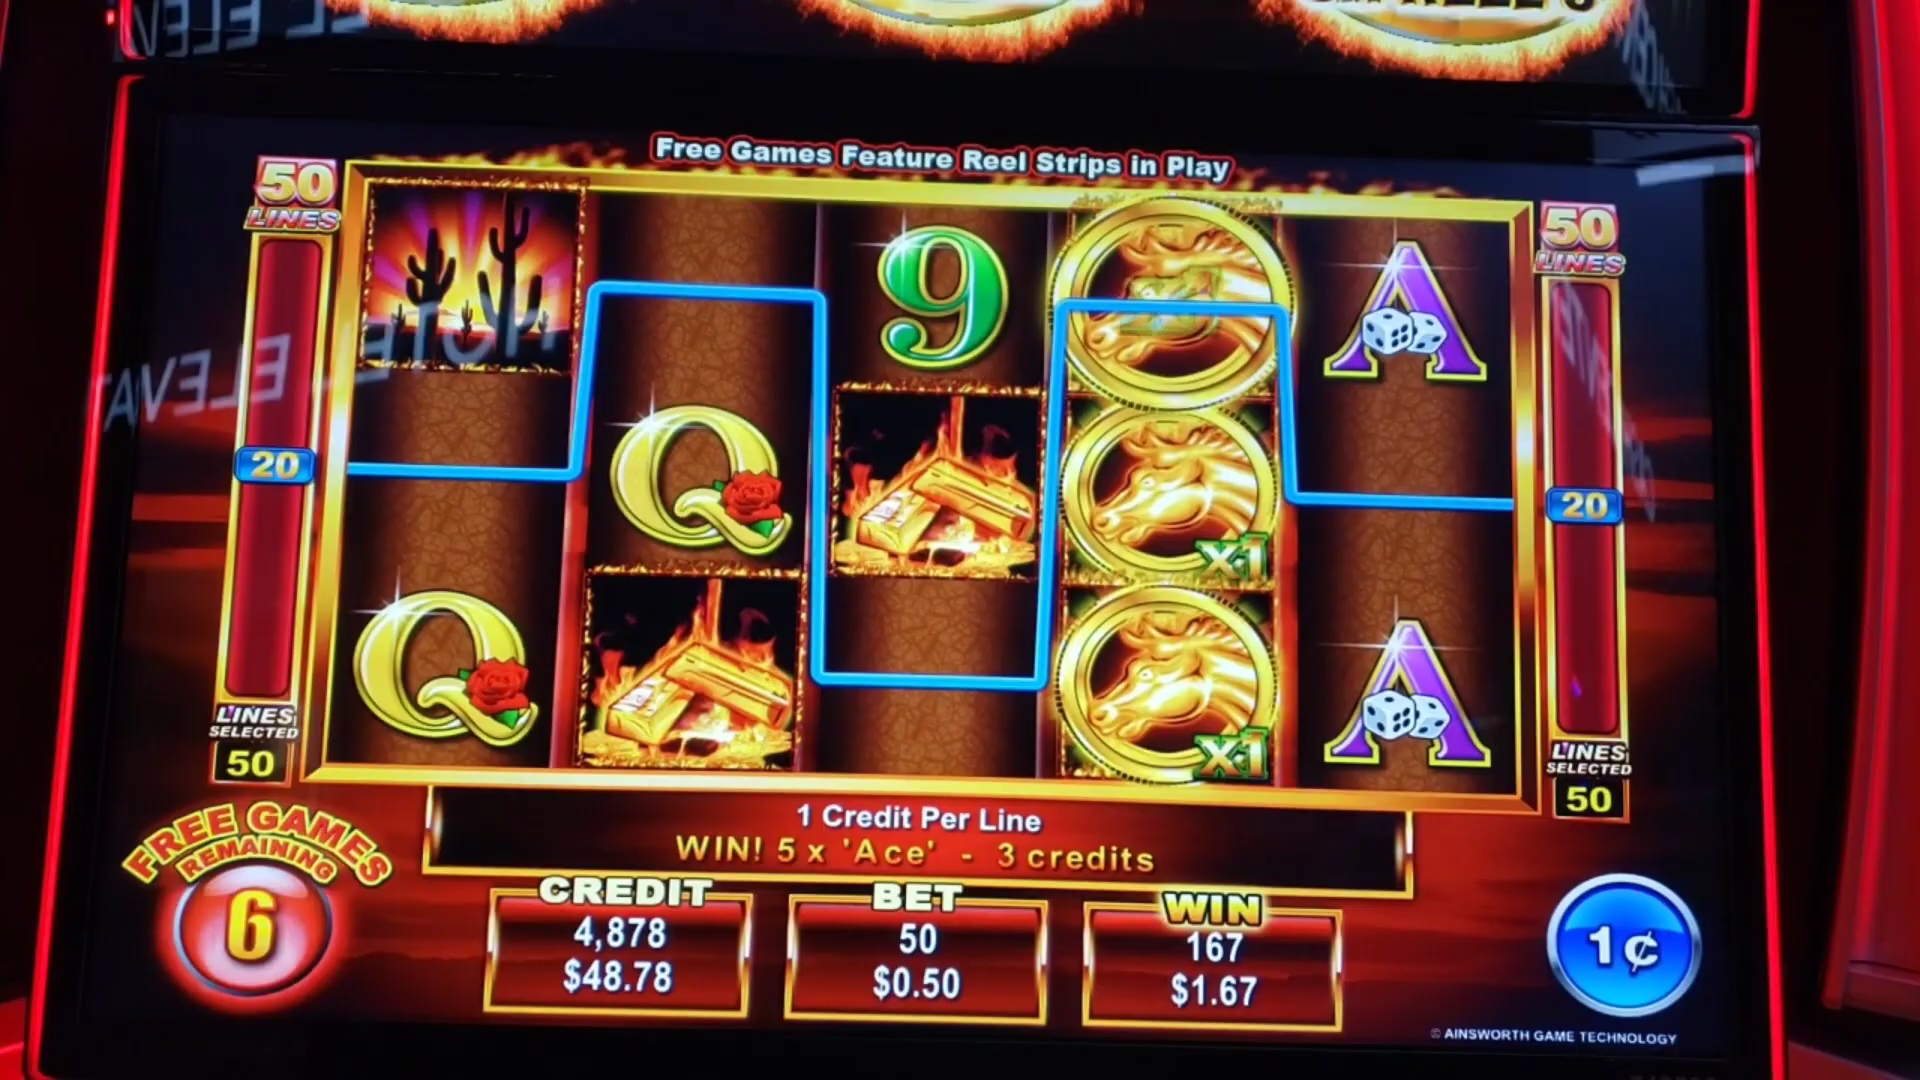 Free Games Feature Reel Strips in Play
50
LINES
50
LINES
9
A
Q
X1
20
20
Q
X1
A
LINES
SELECTED
50
LINES
SELECTED
50
1 Credit Per Line
WIN! 5 x 'Ace' - 3 credits
FREE GAMES
REMAINING
6
CREDIT
4,878
$48.78
BET
50
$0.50
WIN
167
$1.67
1¢
© AINSWORTH GAME TECHNOLOGY